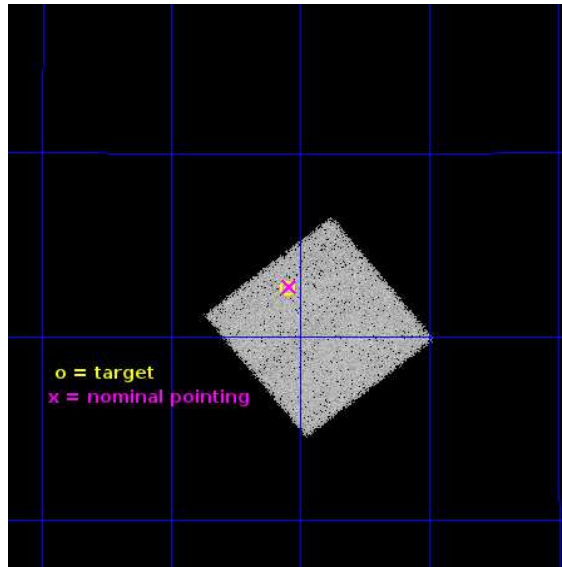 o = target
x = nominal pointing